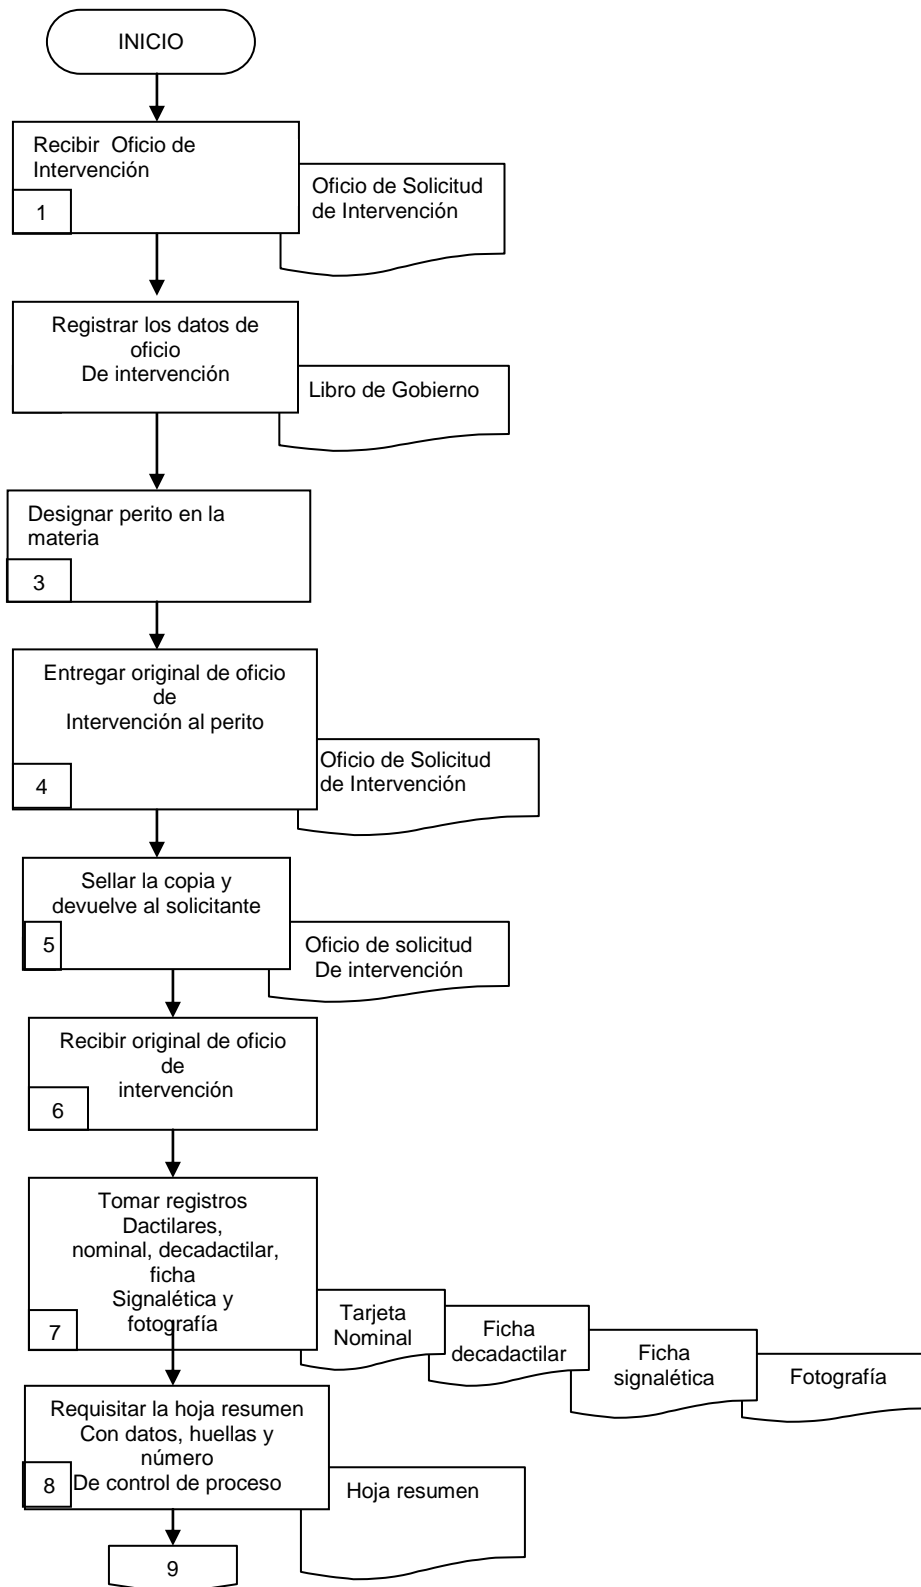 INICIO
Recibir Oficio de
Intervención
1
Oficio de Solicitud
de Intervención
Registrar los datos de
oficio
De intervención
Libro de Gobierno
Designar perito en la
materia
3
Entregar original de oficio
de
Intervención al perito
4
Oficio de Solicitud
de Intervención
Sellar la copia y
devuelve al solicitante
5
Oficio de solicitud
De intervención
Recibir original de oficio
de
intervención
6
Tomar registros
Dactilares,
nominal, decadactilar,
ficha
Signalética y
fotografía
7
Tarjeta
Nominal
Ficha
decadactilar
Ficha
signalética
Fotografía
Requisitar la hoja resumen
Con datos, huellas y
número
De control de proceso
8
Hoja resumen
9